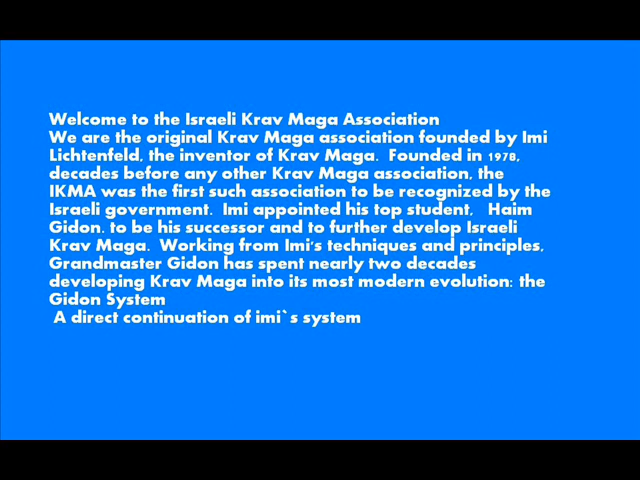 Welcome to the Israeli Krav Maga Association
We are the original Krav Maga association founded by Imi
Lichtenfeld, the inventor of Krav Maga.  Founded in 1978,
decades before any other Krav Maga association, the
IKMA was the first such association to be recognized by the
Israeli government.  Imi appointed his top student,   Haim
Gidon. to be his successor and to further develop Israeli
Krav Maga.  Working from Imi's techniques and principles,
Grandmaster Gidon has spent nearly two decades
developing Krav Maga into its most modern evolution: the
Gidon System
A direct continuation of imi`s system